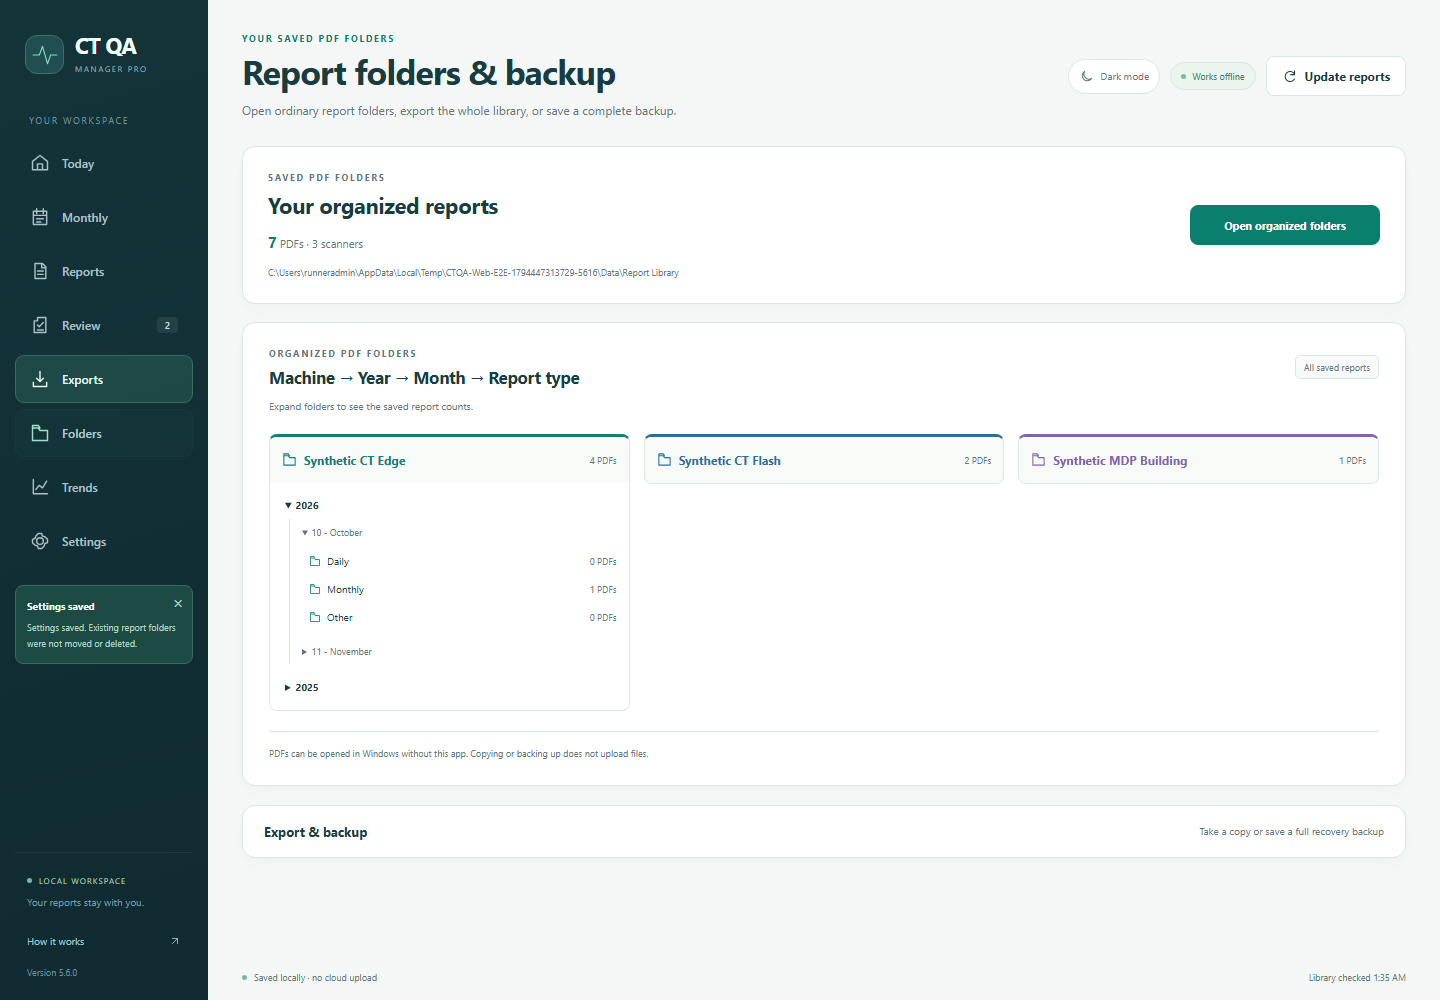 CT QA
MANAGER PRO
YOUR WORKSPACE
Today
Monthly
Reports
Review 2
Exports
Folders
Trends
Settings
Settings saved
Settings saved. Existing report folders
were not moved or deleted.
LOCAL WORKSPACE
Your reports stay with you.
How it works
Version 5.6.0
YOUR SAVED PDF FOLDERS
Report folders & backup
Open ordinary report folders, export the whole library, or save a complete backup.
Dark mode
Works offline
Update reports
SAVED PDF FOLDERS
Your organized reports
7 PDFs · 3 scanners
C:\Users\runneradmin\AppData\Local\Temp\CTQA-Web-E2E-1794447313729-5616\Data\Report Library
Open organized folders
ORGANIZED PDF FOLDERS
Machine → Year → Month → Report type
Expand folders to see the saved report counts.
All saved reports
Synthetic CT Edge 4 PDFs
2026
10 - October
Daily 0 PDFs
Monthly 1 PDFs
Other 0 PDFs
11 - November
2025
Synthetic CT Flash 2 PDFs
Synthetic MDP Building 1 PDFs
PDFs can be opened in Windows without this app. Copying or backing up does not upload files.
Export & backup
Take a copy or save a full recovery backup
Saved locally · no cloud upload
Library checked 1:35 AM